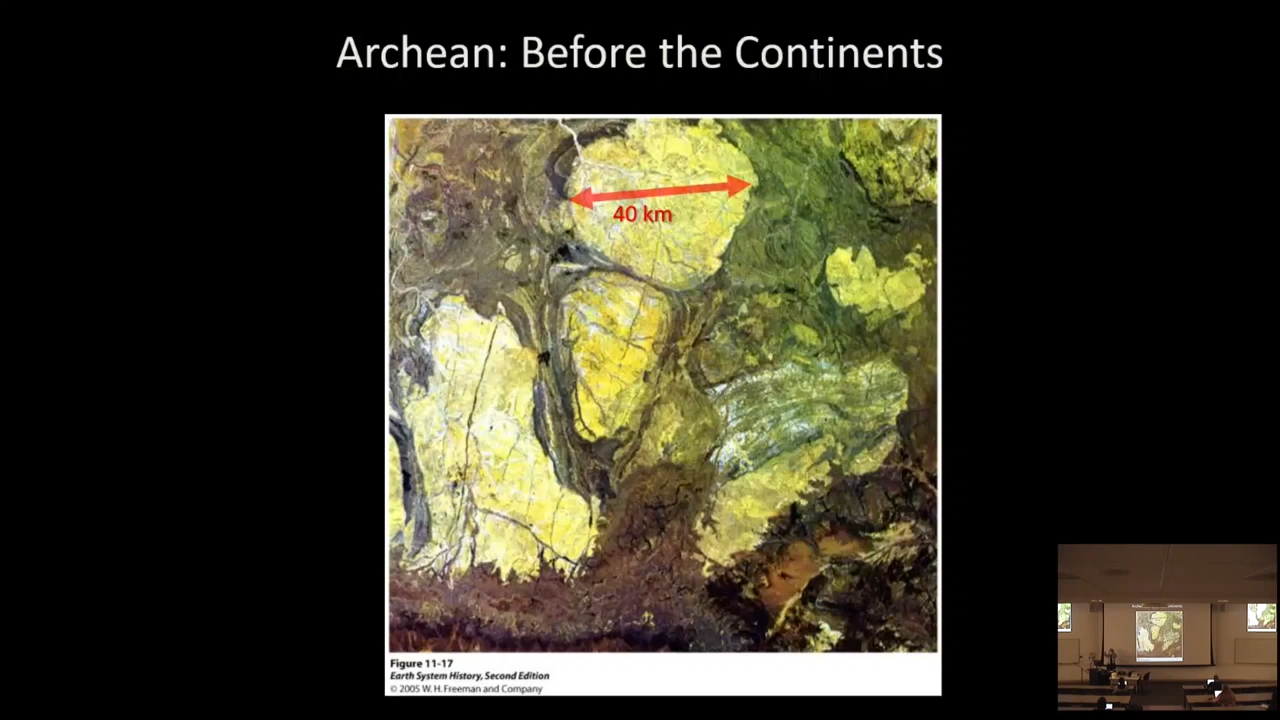 Archean: Before the Continents
40 km
Figure 11-17
Earth System History, Second Edition
© 2005 W. H. Freeman and Company